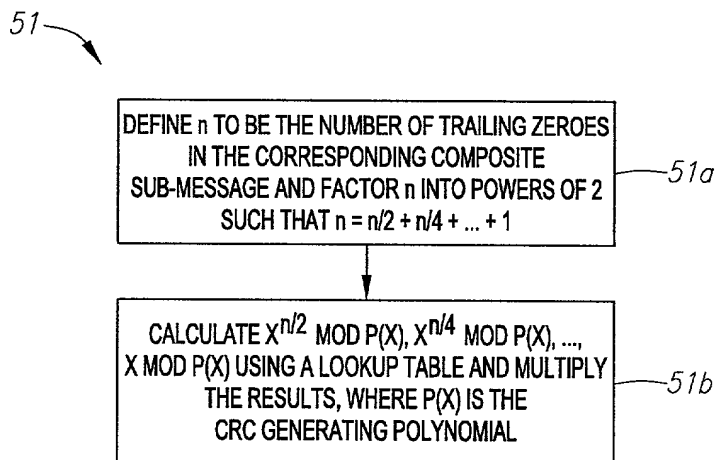 51
DEFINE n TO BE THE NUMBER OF TRAILING ZEROES
IN THE CORRESPONDING COMPOSITE
SUB-MESSAGE AND FACTOR n INTO POWERS OF 2
SUCH THAT n = n/2 + n/4 + ... + 1
51a
CALCULATE X^n/2 MOD P(X), X^n/4 MOD P(X), ...,
X MOD P(X) USING A LOOKUP TABLE AND MULTIPLY
THE RESULTS, WHERE P(X) IS THE
CRC GENERATING POLYNOMIAL
51b